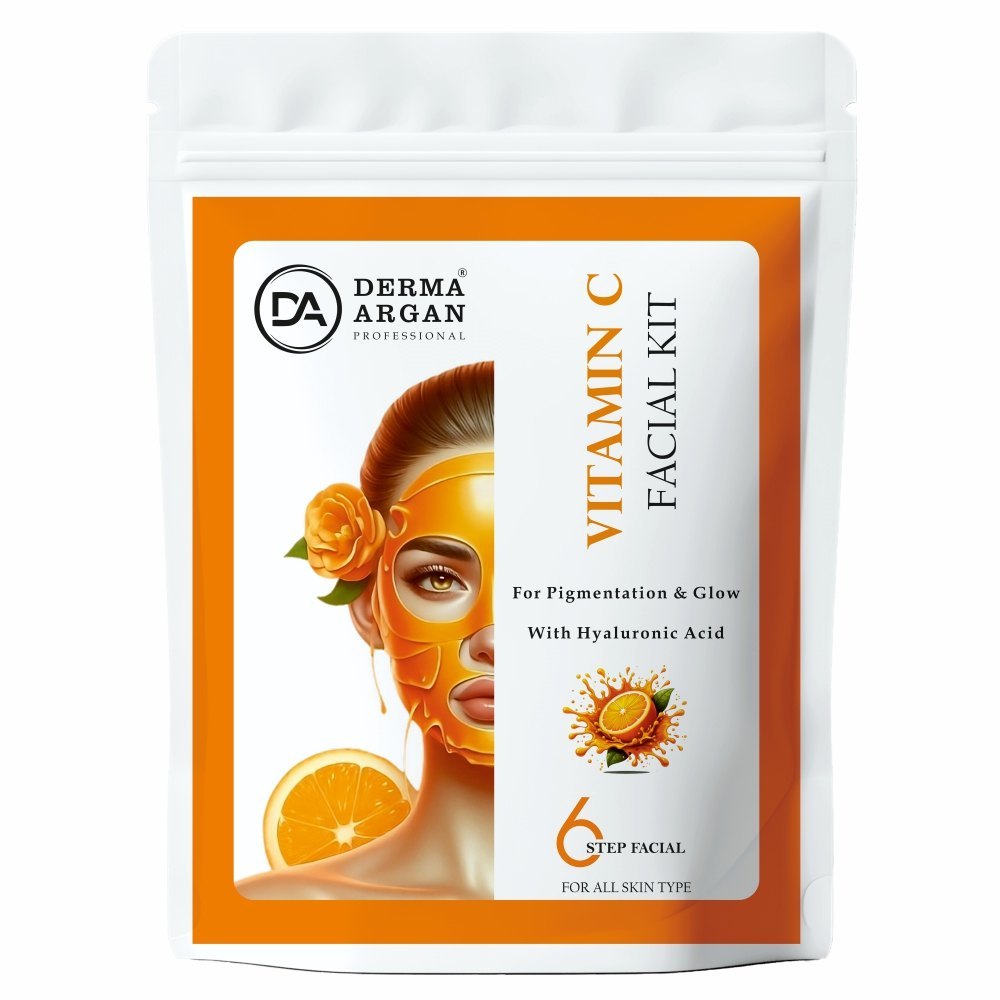 DA
DERMA®
ARGAN
PROFESSIONAL
VITAMIN C
FACIAL KIT
For Pigmentation & Glow
With Hyaluronic Acid
6
STEP FACIAL
FOR ALL SKIN TYPE